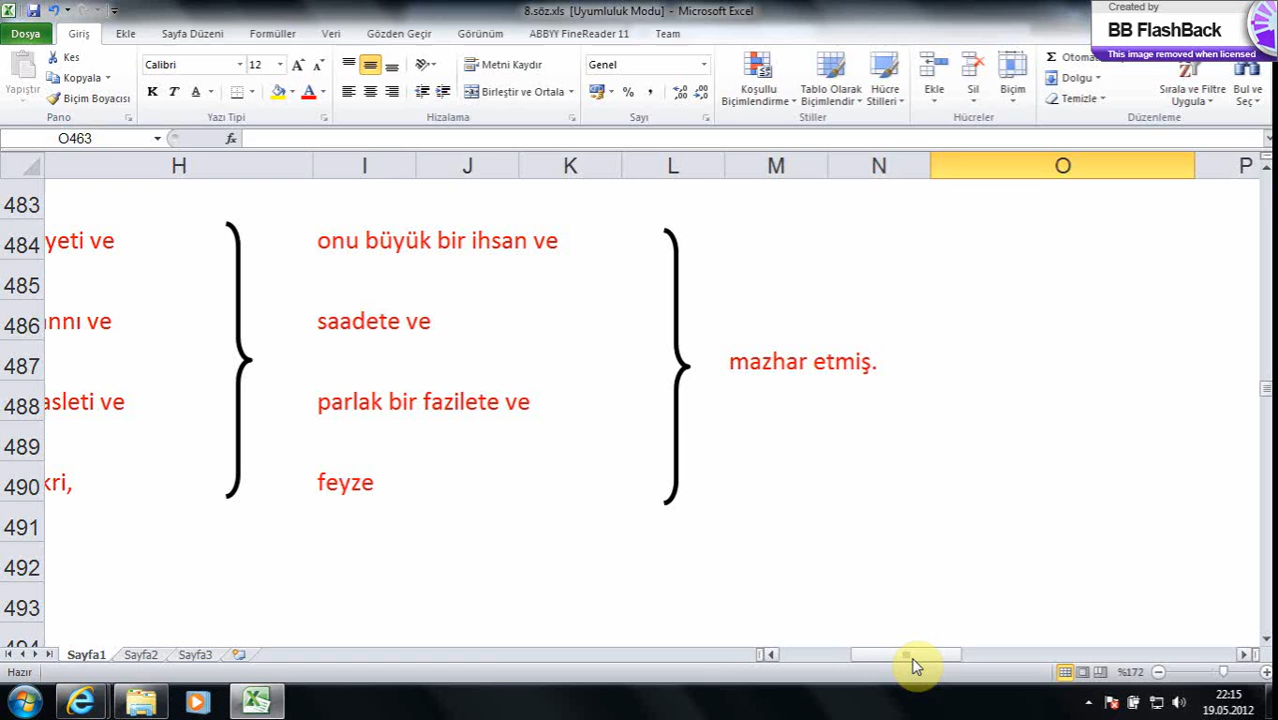 8.söz.xls [Uyumluluk Modu] - Microsoft Excel
Created by
BB FlashBack
This image removed when licensed
Dosya Giriş Ekle Sayfa Düzeni Formüller Veri Gözden Geçir Görünüm ABBYY FineReader 11 Team
Yapıştır
Kes
Kopyala
Biçim Boyacısı
Pano
Calibri 12
K T A
Yazı Tipi
Metni Kaydır
Birleştir ve Ortala
Hizalama
Genel
%
Sayı
Koşullu Biçimlendirme
Tablo Olarak Biçimlendir
Hücre Stilleri
Stiller
Ekle
Sil
Biçim
Hücreler
Σ Otoma
Dolgu
Temizle
Sırala ve Filtre Uygula
Bul ve Seç
Düzenleme
O463 fx
H I J K L M N O P
483
484 yeti ve onu büyük bir ihsan ve
485
486 annı ve saadete ve
487 mazhar etmiş.
488 asleti ve parlak bir fazilete ve
489
490 kri, feyze
491
492
493
494
Sayfa1 Sayfa2 Sayfa3
Hazır %172
22:15
19.05.2012